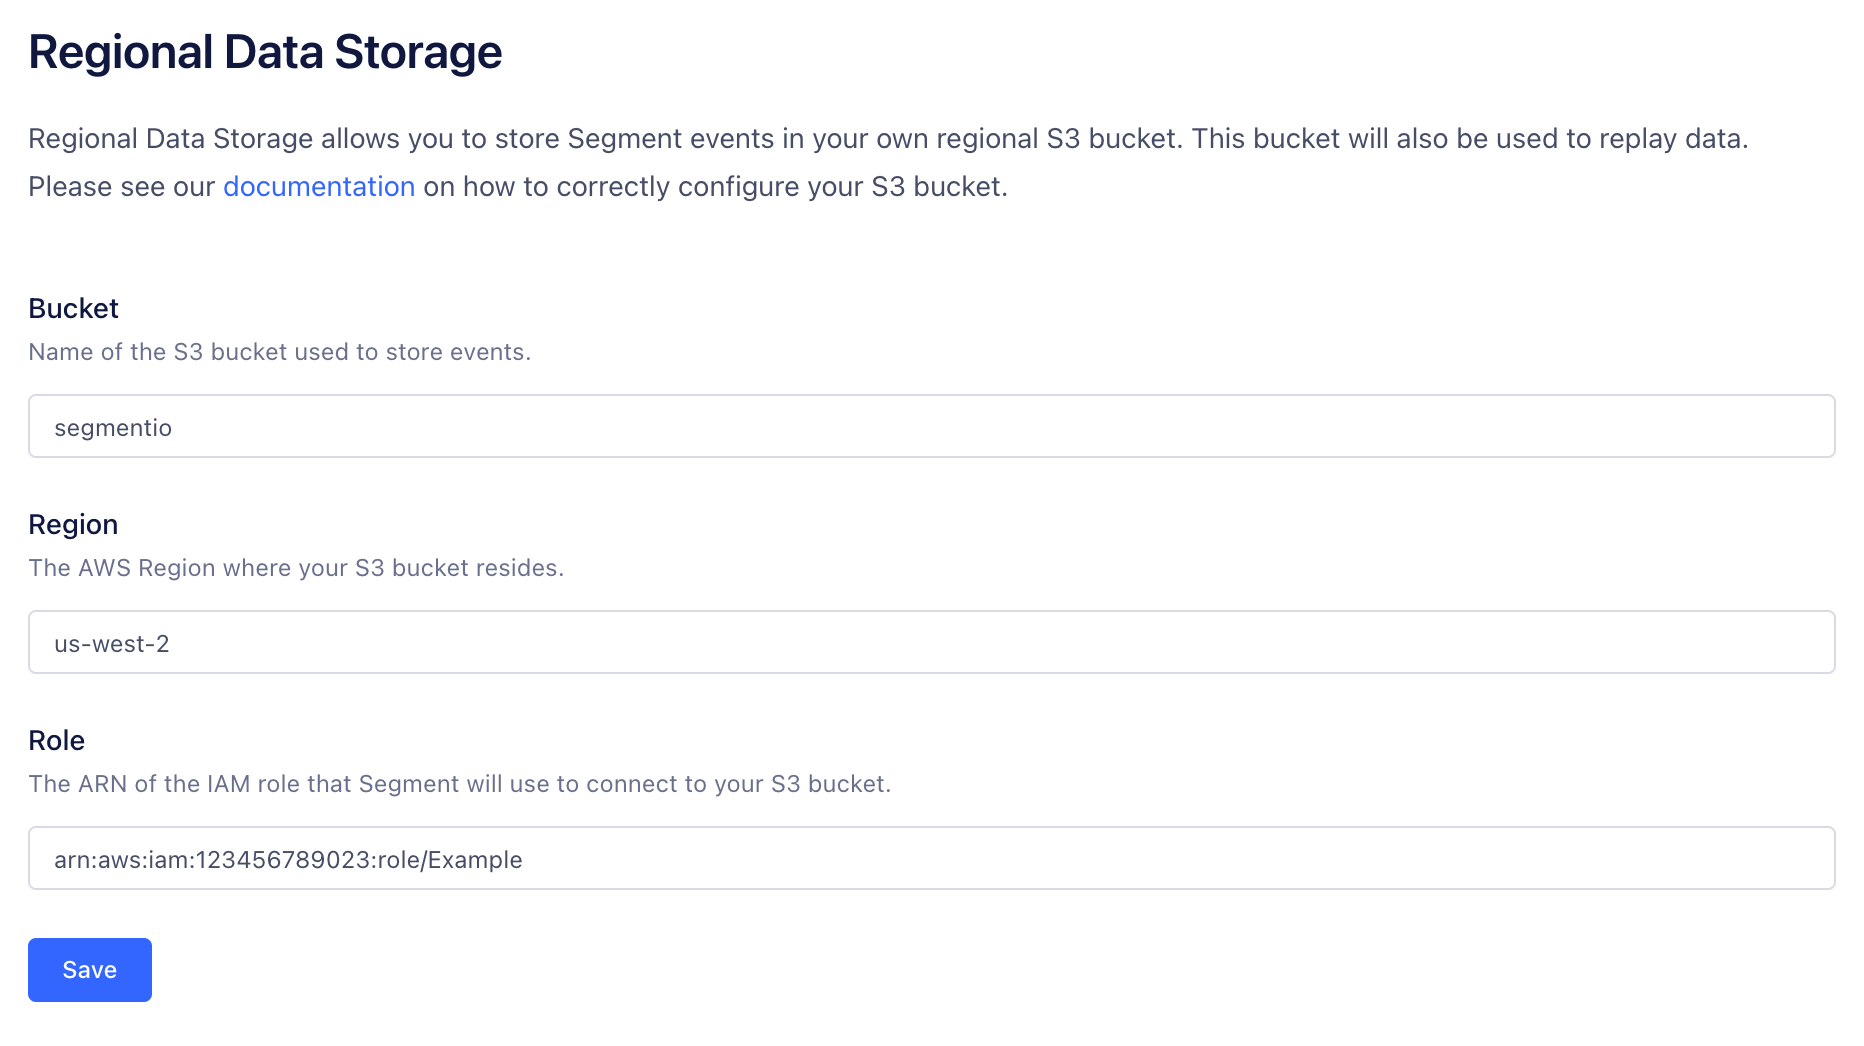 Regional Data Storage
Regional Data Storage allows you to store Segment events in your own regional S3 bucket. This bucket will also be used to replay data.
Please see our documentation on how to correctly configure your S3 bucket.
Bucket
Name of the S3 bucket used to store events.
segmentio
Region
The AWS Region where your S3 bucket resides.
us-west-2
Role
The ARN of the IAM role that Segment will use to connect to your S3 bucket.
arn:aws:iam:123456789023:role/Example
Save